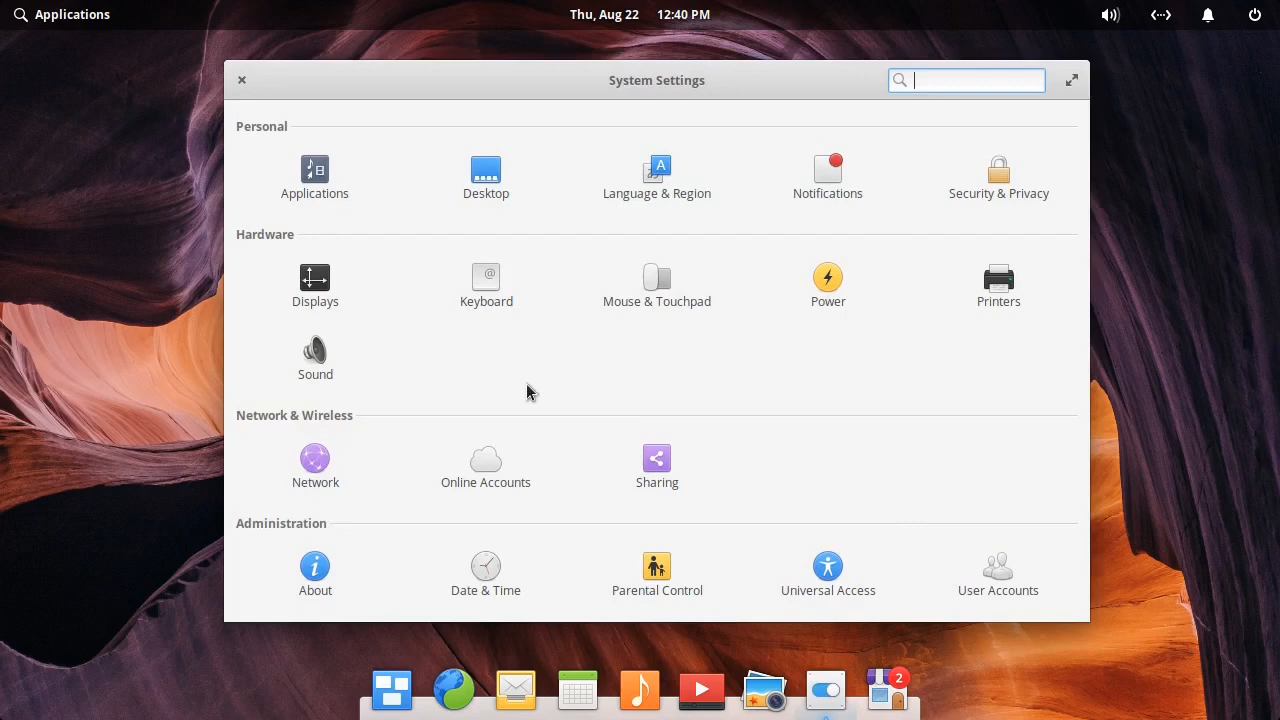 Applications Thu, Aug 22 12:40 PM
System Settings
Personal
Applications Desktop Language & Region Notifications Security & Privacy
Hardware
Displays Keyboard Mouse & Touchpad Power Printers
Sound
Network & Wireless
Network Online Accounts Sharing
Administration
About Date & Time Parental Control Universal Access User Accounts
2